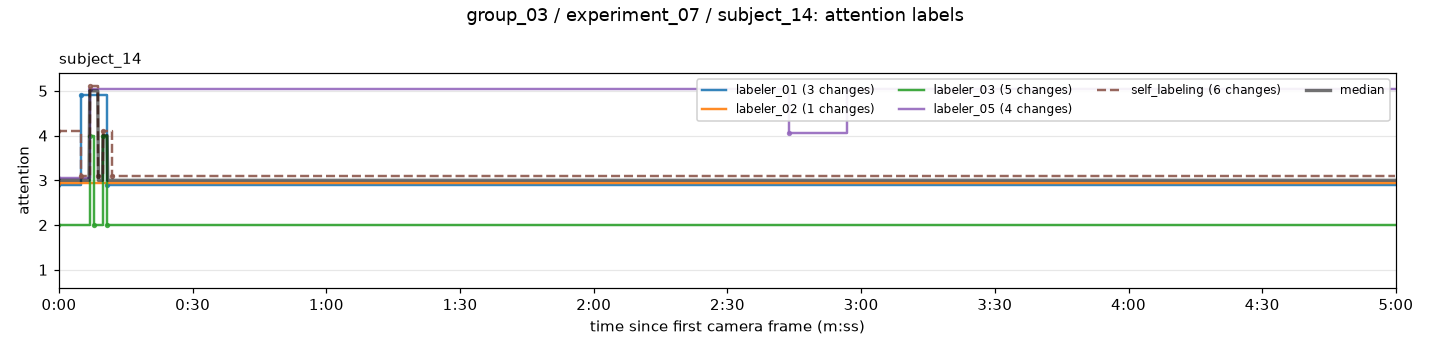 group_03 / experiment_07 / subject_14: attention labels
subject_14
labeler_01 (3 changes)
labeler_02 (1 changes)
labeler_03 (5 changes)
labeler_05 (4 changes)
self_labeling (6 changes)
median
attention
5
4
3
2
1
0:00 0:30 1:00 1:30 2:00 2:30 3:00 3:30 4:00 4:30 5:00
time since first camera frame (m:ss)